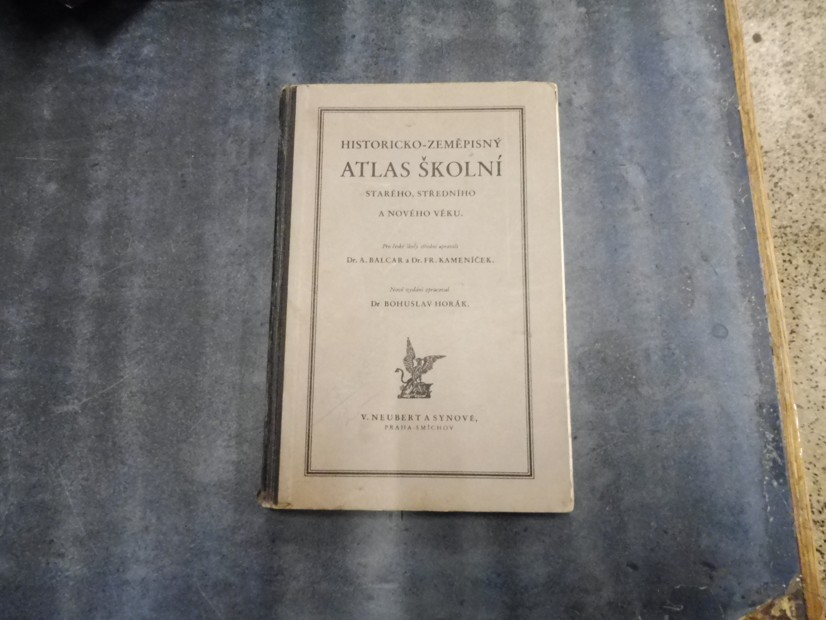 HISTORICKO-ZEMĚPISNÝ
ATLAS ŠKOLNÍ
STARÉHO, STŘEDNÍHO
A NOVÉHO VĚKU.
Pro české školy střední upravili
Dr. A. BALCAR a Dr. FR. KAMENÍČEK.
Nové vydání zpracoval
Dr BOHUSLAV HORÁK.
V. NEUBERT A SYNOVÉ,
PRAHA-SMÍCHOV